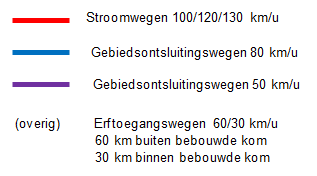 Stroomwegen 100/120/130 km/u
Gebiedsontsluitingswegen 80 km/u
Gebiedsontsluitingswegen 50 km/u
(overig) Erftoegangswegen 60/30 km/u
60 km buiten bebouwde kom
30 km binnen bebouwde kom